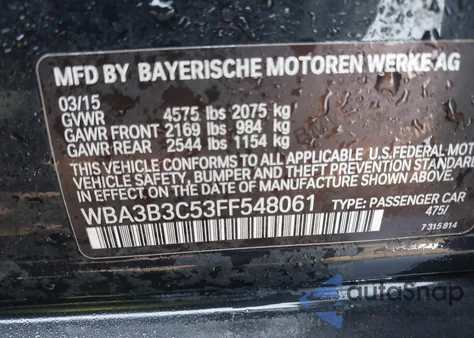 MFD BY BAYERISCHE MOTOREN WERKE AG
03/15
GVWR 4575 lbs 2075 kg
GAWR FRONT 2169 lbs 984 kg
GAWR REAR 2544 lbs 1154 kg
THIS VEHICLE CONFORMS TO ALL APPLICABLE U.S. FEDERAL MOT
VEHICLE SAFETY, BUMPER AND THEFT PREVENTION STANDARD
IN EFFECT ON THE DATE OF MANUFACTURE SHOWN ABOVE.
WBA3B3C53FF548061 TYPE: PASSENGER CAR
475/
7 315 814
autoSnap